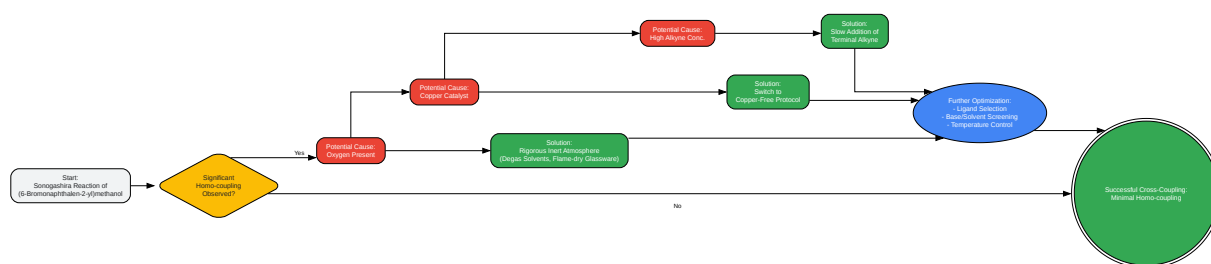 Start:
Sonogashira Reaction of
(6-Bromonaphthalen-2-yl)methanol
Significant
Homo-coupling
Observed?
Yes
No
Potential Cause:
Oxygen Present
Potential Cause:
Copper Catalyst
Potential Cause:
High Alkyne Conc.
Solution:
Rigorous Inert Atmosphere
(Degas Solvents, Flame-dry Glassware)
Solution:
Switch to
Copper-Free Protocol
Solution:
Slow Addition of
Terminal Alkyne
Further Optimization:
- Ligand Selection
- Base/Solvent Screening
- Temperature Control
Successful Cross-Coupling:
Minimal Homo-coupling